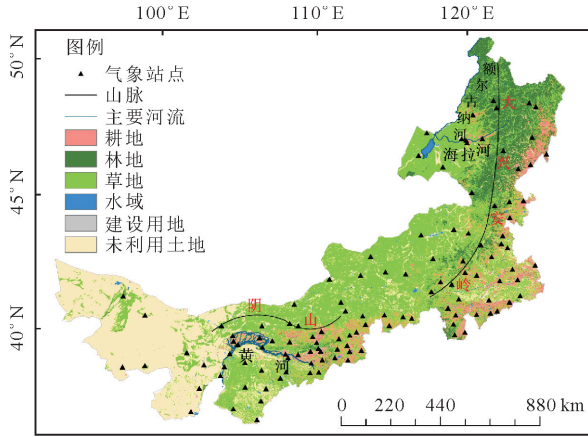 100°E 110°E 120°E
50°N
45°N
40°N
图例
气象站点
山脉
主要河流
耕地
林地
草地
水域
建设用地
未利用土地
额尔古纳河
海拉河
大兴安岭
阴山
黄河
0 220 440 880 km